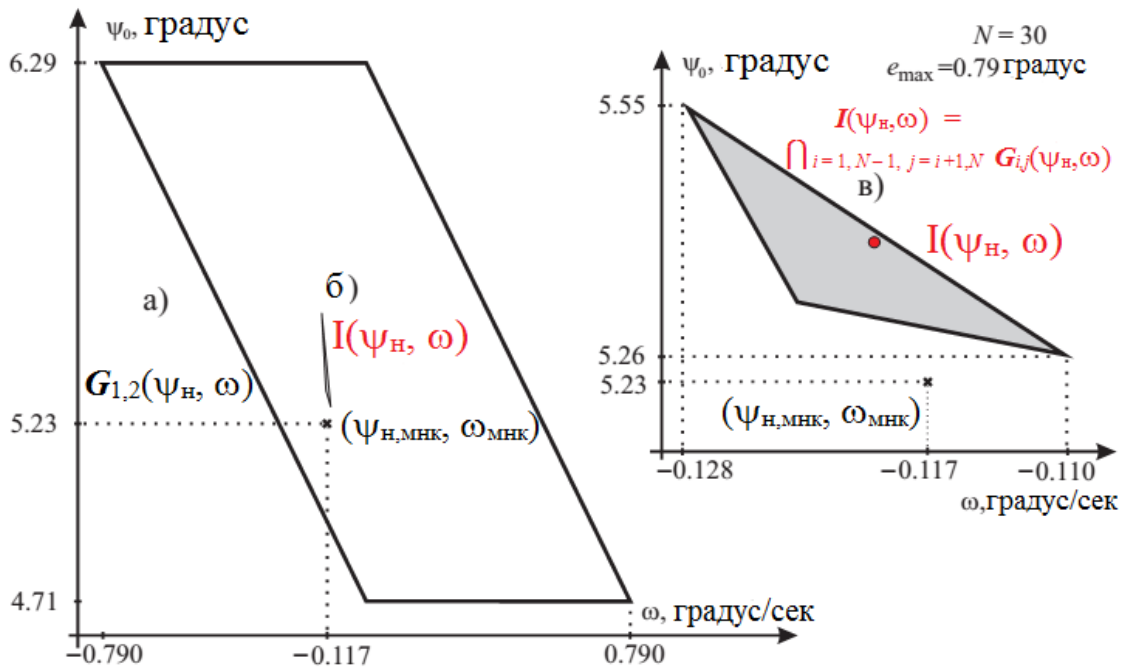 ψ₀, градус
6.29
а)
б)
I(ψн, ω)
G1,2(ψн, ω)
5.23
(ψн,мнк, ωмнк)
4.71
ω, градус/сек
−0.790
−0.117
0.790
N = 30
ψ₀, градус
emax =0.79 градус
5.55
I(ψн,ω) =
⋂ i = 1, N−1, j = i+1,N Gi,j(ψн,ω)
в)
I(ψн, ω)
5.26
5.23
(ψн,мнк, ωмнк)
−0.128
−0.117
−0.110
ω,градус/сек